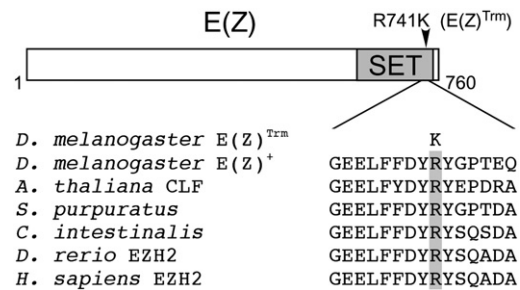 E(Z)
R741K (E(Z)Trm)
SET
1
760
D. melanogaster E(Z)Trm K
D. melanogaster E(Z)+ GEELFFDYRYGPTEQ
A. thaliana CLF GEELFYDYRYEPDRA
S. purpuratus GEELFFDYRYGPTDA
C. intestinalis GEELFFDYRYSQSDA
D. rerio EZH2 GEELFFDYRYSQADA
H. sapiens EZH2 GEELFFDYRYSQADA